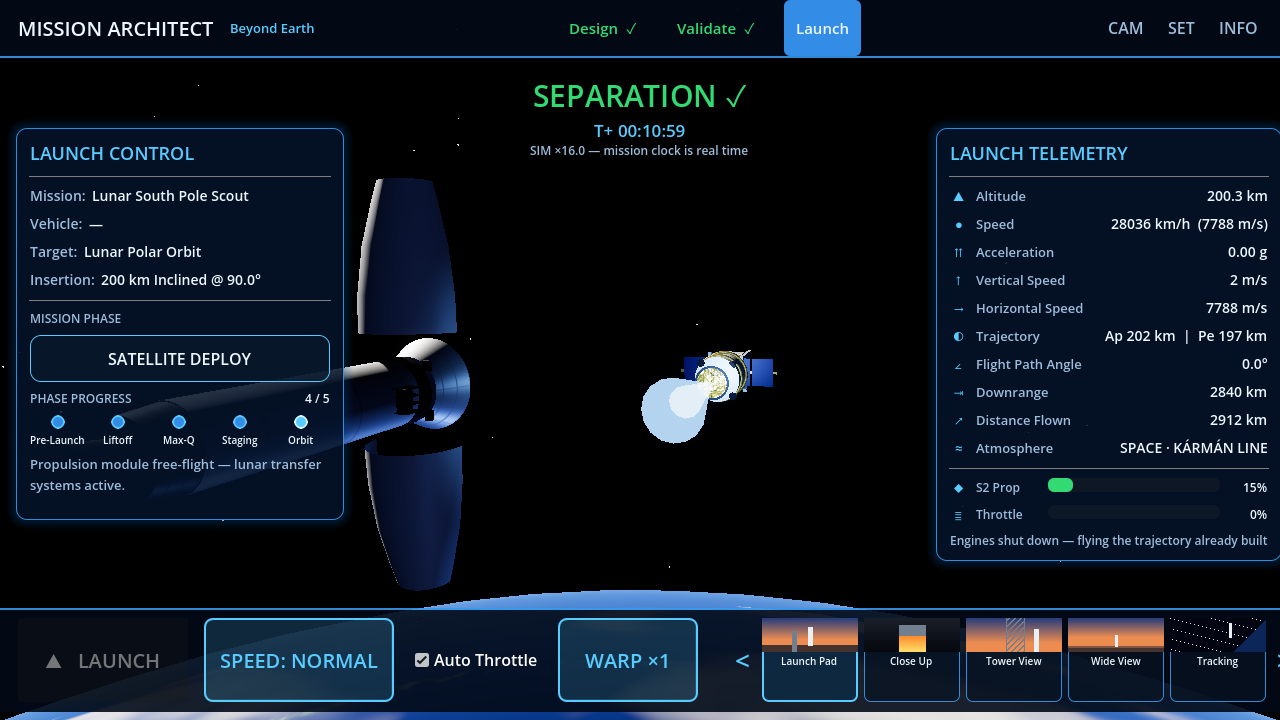 MISSION ARCHITECT Beyond Earth Design ✓ Validate ✓ Launch CAM SET INFO
SEPARATION ✓
T+ 00:10:59
SIM ×16.0 — mission clock is real time
LAUNCH CONTROL
Mission: Lunar South Pole Scout
Vehicle: —
Target: Lunar Polar Orbit
Insertion: 200 km Inclined @ 90.0°
MISSION PHASE
SATELLITE DEPLOY
PHASE PROGRESS 4 / 5
Pre-Launch Liftoff Max-Q Staging Orbit
Propulsion module free-flight — lunar transfer
systems active.
LAUNCH TELEMETRY
Altitude 200.3 km
Speed 28036 km/h (7788 m/s)
Acceleration 0.00 g
Vertical Speed 2 m/s
Horizontal Speed 7788 m/s
Trajectory Ap 202 km | Pe 197 km
Flight Path Angle 0.0°
Downrange 2840 km
Distance Flown 2912 km
Atmosphere SPACE · KÁRMÁN LINE
S2 Prop 15%
Throttle 0%
Engines shut down — flying the trajectory already built
▲ LAUNCH SPEED: NORMAL Auto Throttle WARP ×1 < Launch Pad Close Up Tower View Wide View Tracking >